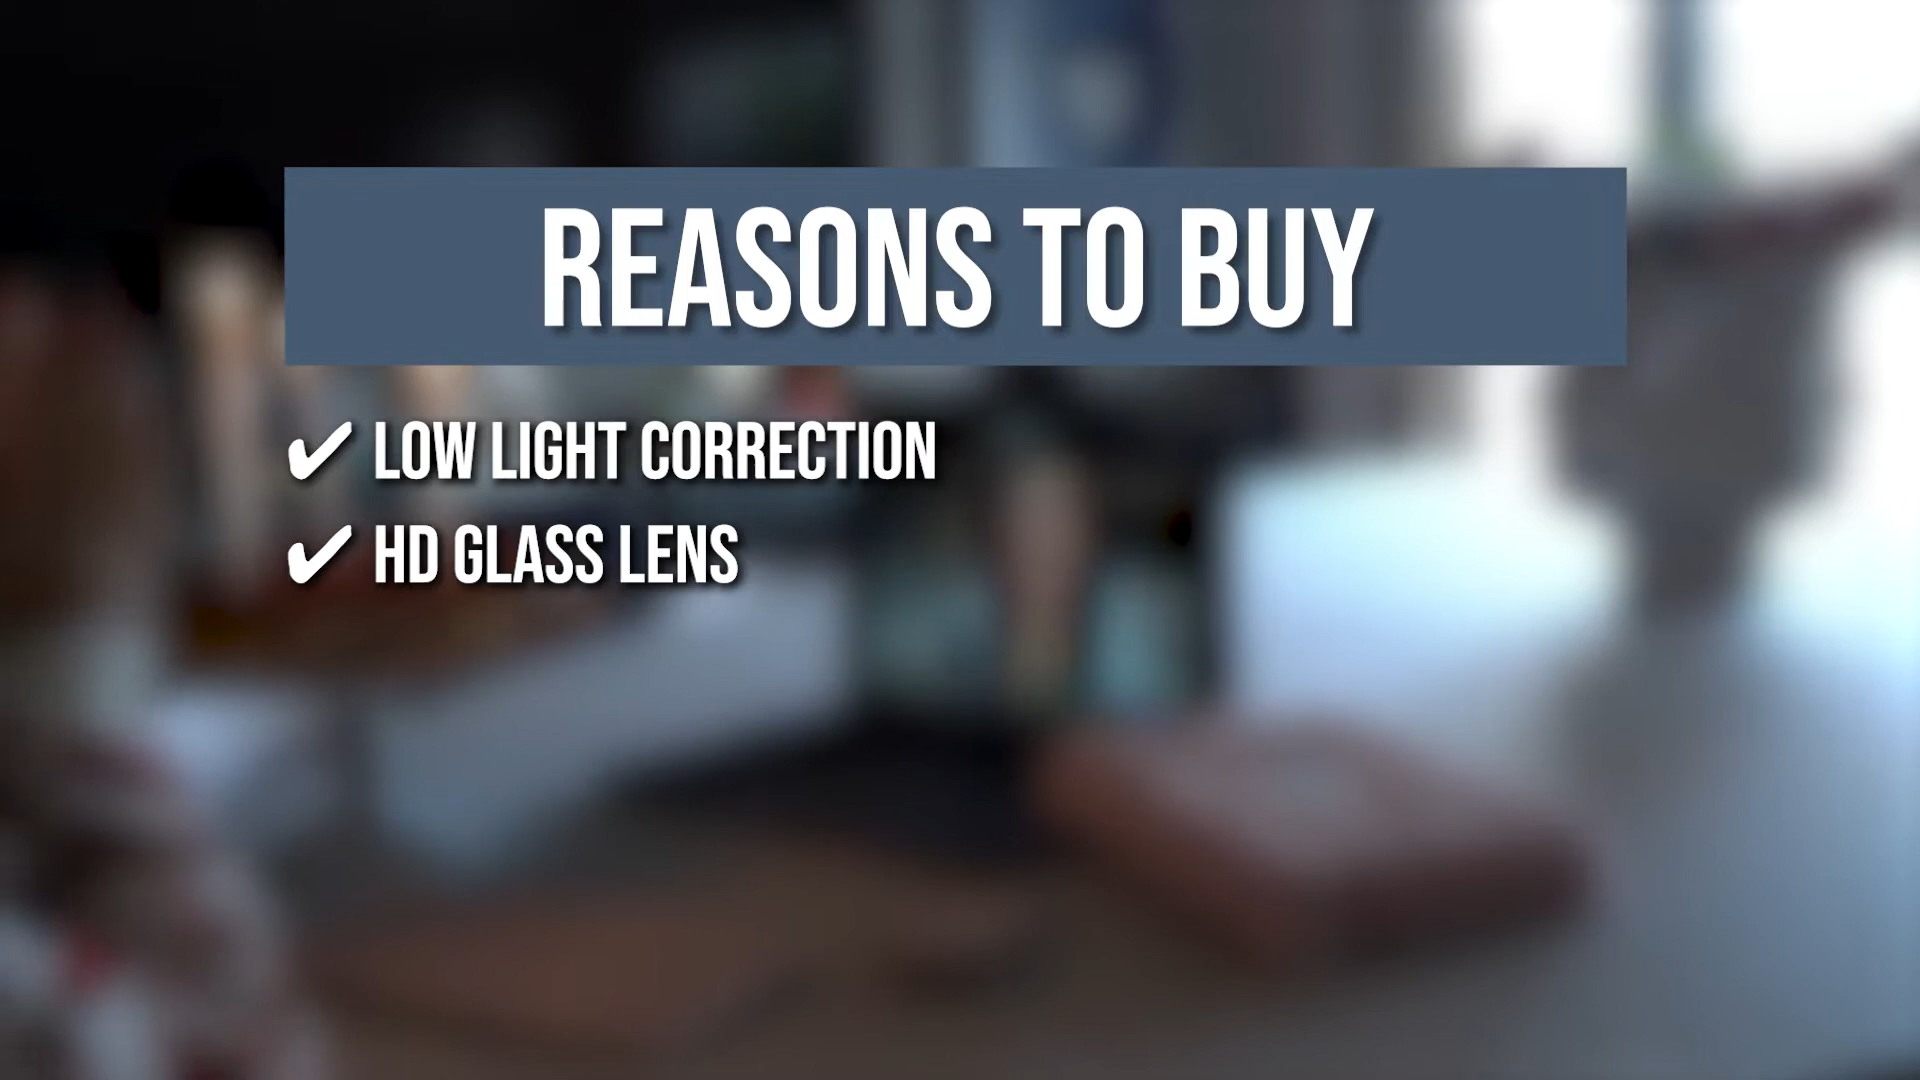 REASONS TO BUY
✔ LOW LIGHT CORRECTION
✔ HD GLASS LENS